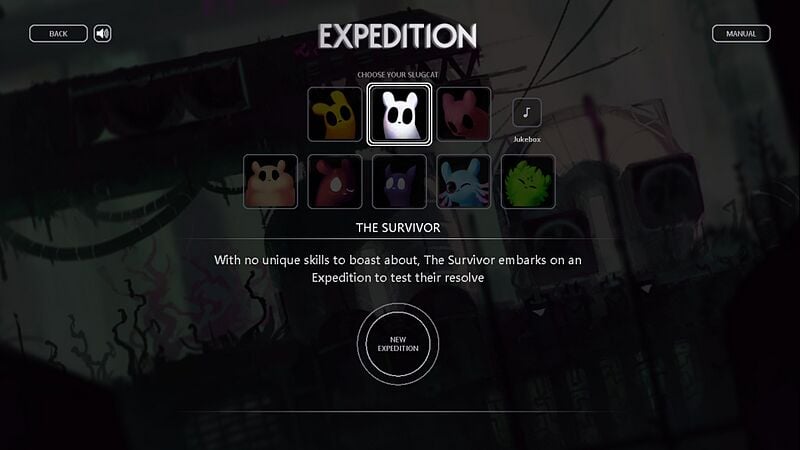 BACK
EXPEDITION
MANUAL
CHOOSE YOUR SLUGCAT
Jukebox
THE SURVIVOR
With no unique skills to boast about, The Survivor embarks on an
Expedition to test their resolve
NEW
EXPEDITION